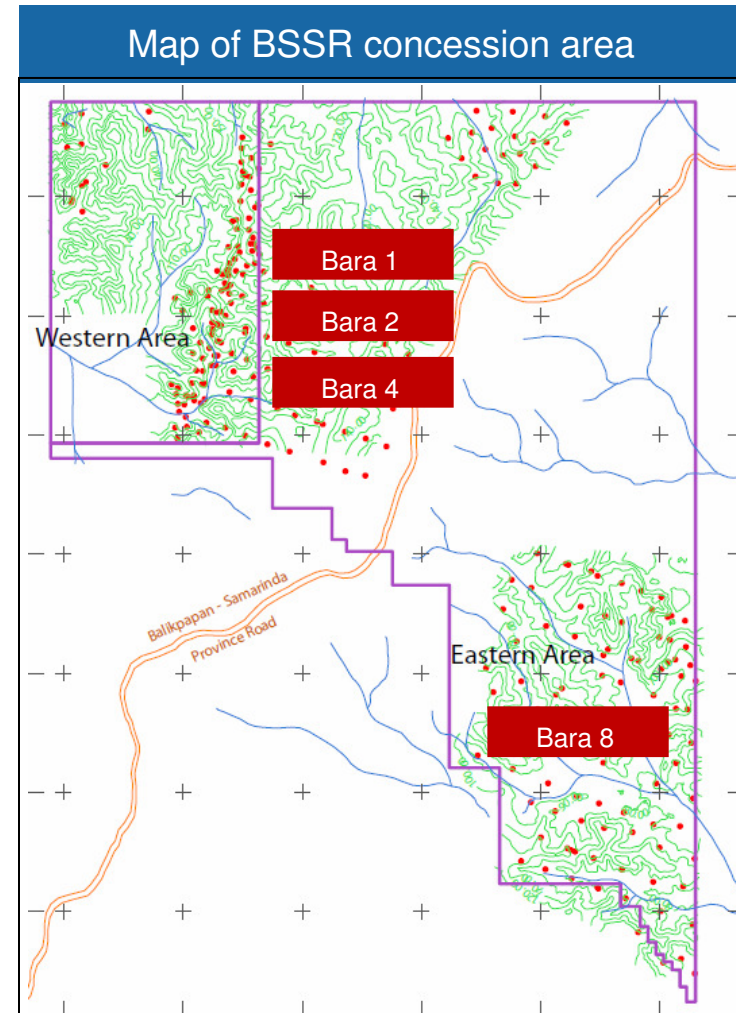 Map of BSSR concession area
Bara 1
Bara 2
Western Area
Bara 4
Balikpapan - Samarinda
Province Road
Eastern Area
Bara 8